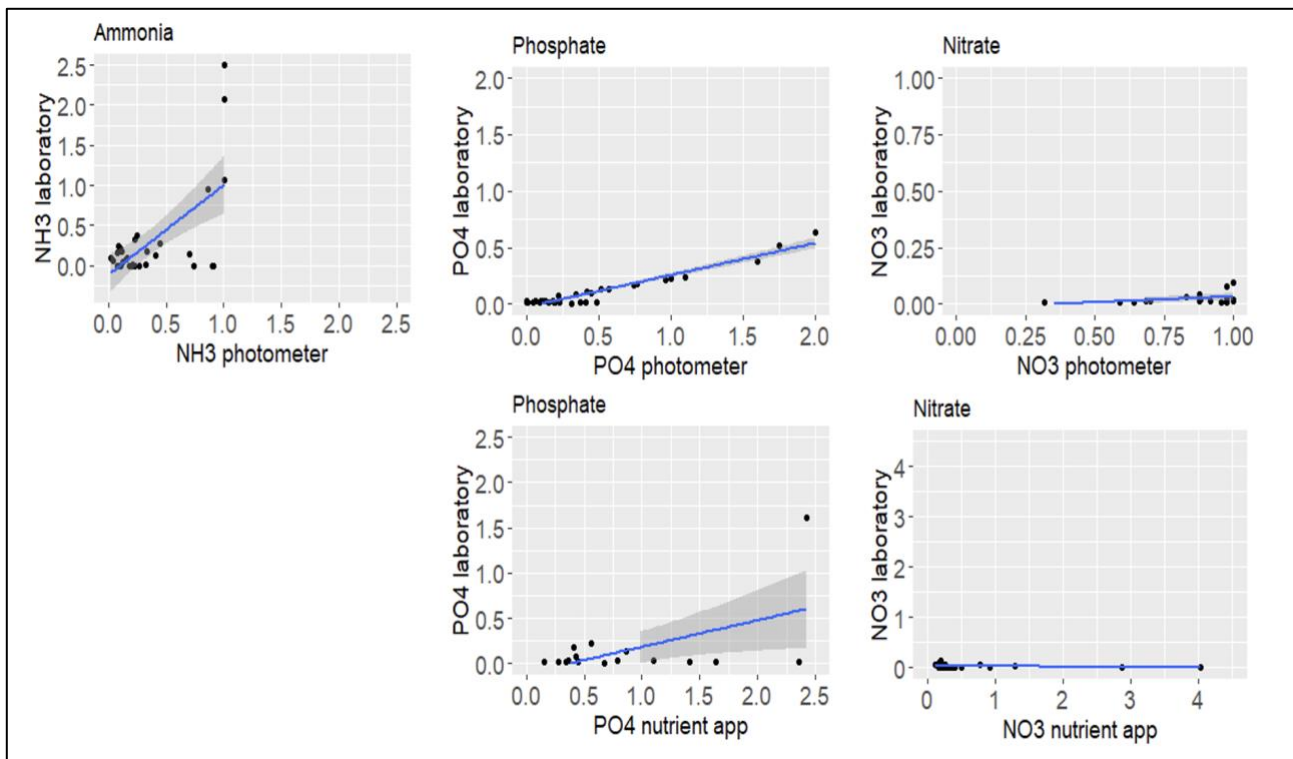 Ammonia
NH3 laboratory
2.5
2.0
1.5
1.0
0.5
0.0
0.0 0.5 1.0 1.5 2.0 2.5
NH3 photometer
Phosphate
PO4 laboratory
2.0
1.5
1.0
0.5
0.0
0.0 0.5 1.0 1.5 2.0
PO4 photometer
Nitrate
NO3 laboratory
1.00
0.75
0.50
0.25
0.00
0.00 0.25 0.50 0.75 1.00
NO3 photometer
Phosphate
PO4 laboratory
2.5
2.0
1.5
1.0
0.5
0.0
0.0 0.5 1.0 1.5 2.0 2.5
PO4 nutrient app
Nitrate
NO3 laboratory
4
3
2
1
0
0 1 2 3 4
NO3 nutrient app